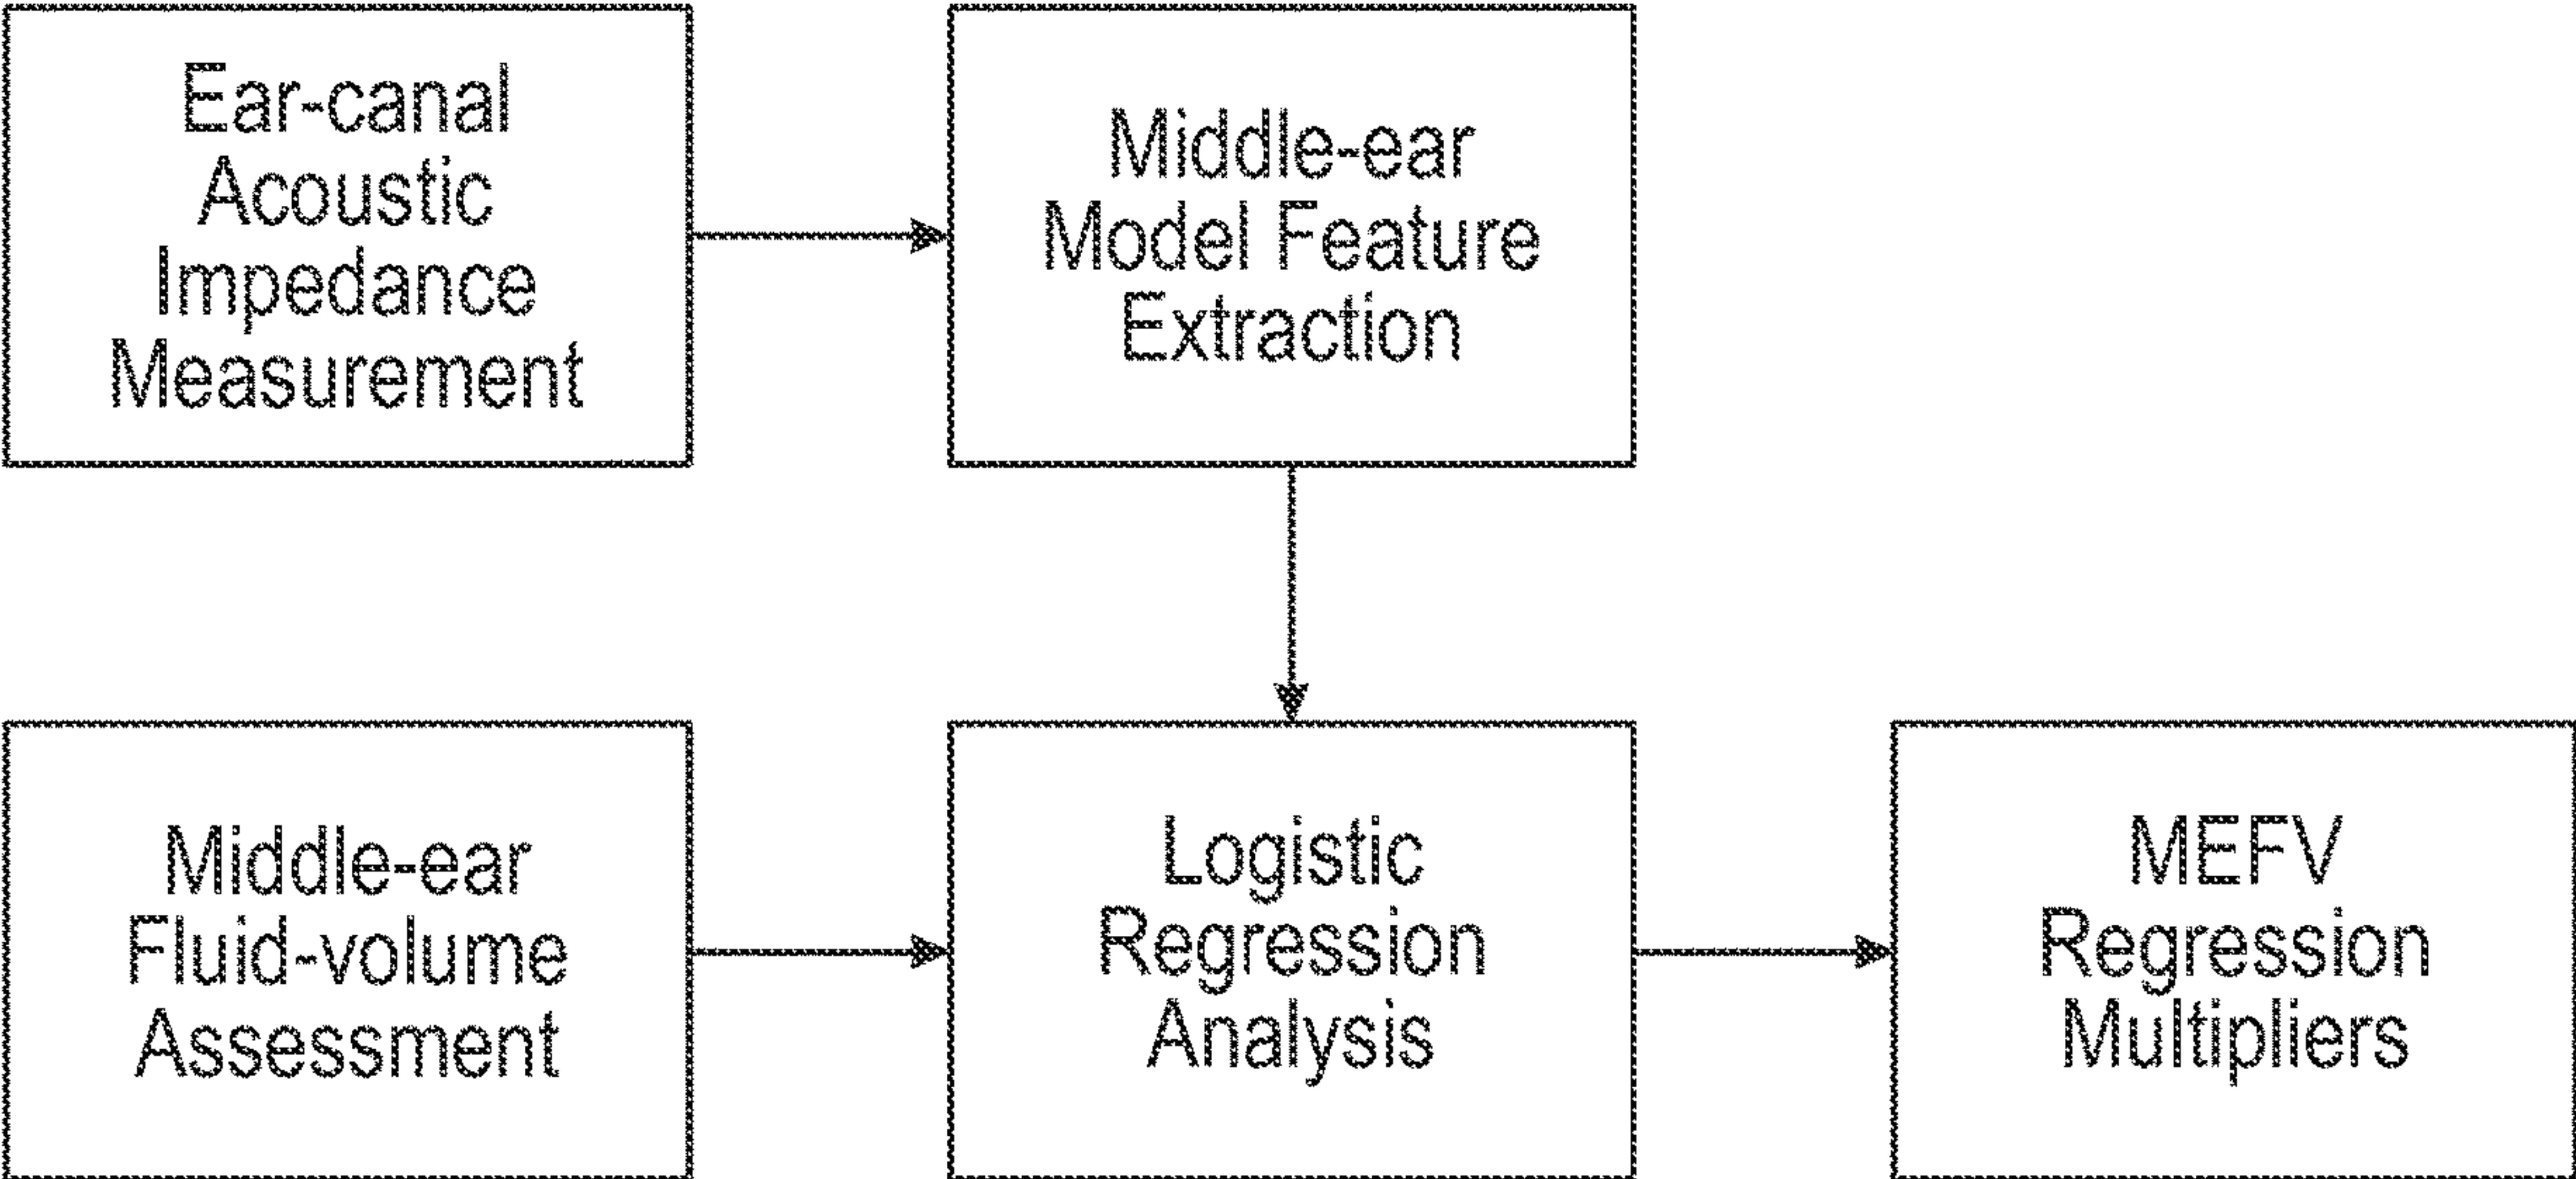 Ear-canal
Acoustic
Impedance
Measurement
Middle-ear
Model Feature
Extraction
Middle-ear
Fluid-volume
Assessment
Logistic
Regression
Analysis
MEFV
Regression
Multipliers